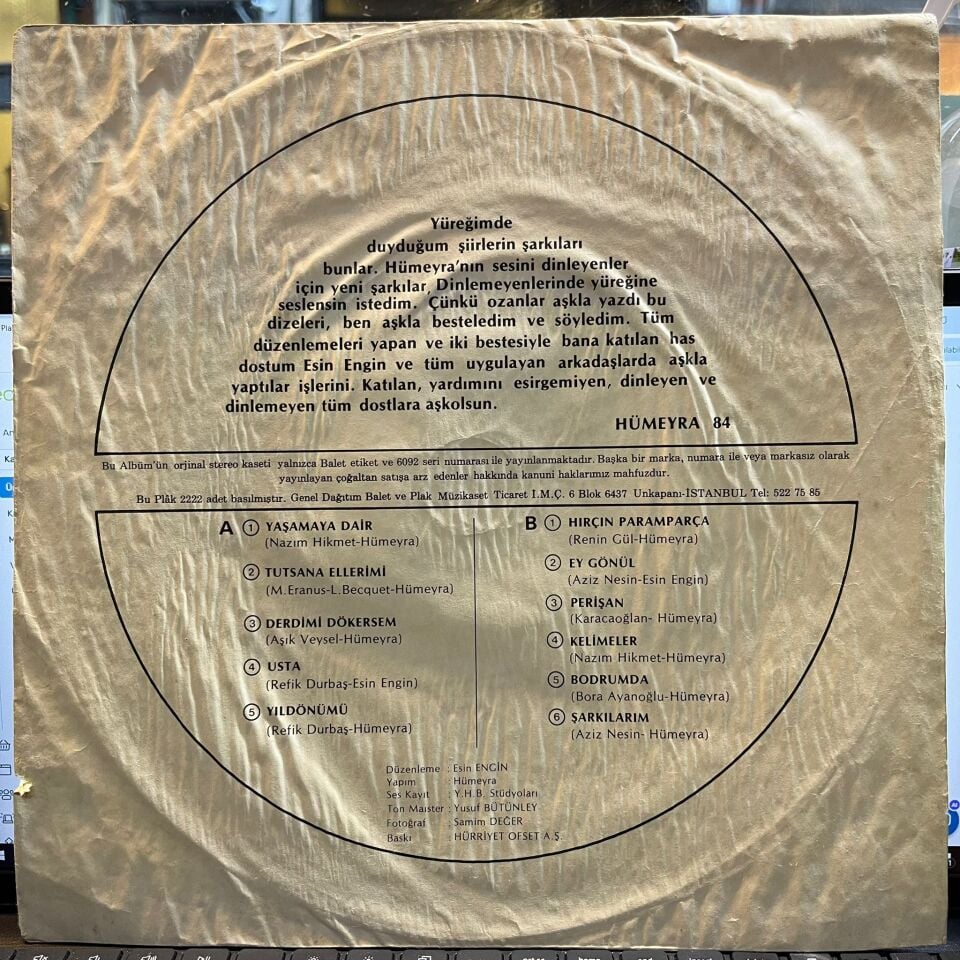 Yüreğimde
duyduğum şiirlerin şarkıları
bunlar. Hümeyra'nın sesini dinleyenler
için yeni şarkılar, Dinlemeyenlerinde yüreğine
seslensin istedim. Çünkü ozanlar aşkla yazdı bu
dizeleri, ben aşkla besteledim ve söyledim. Tüm
düzenlemeleri yapan ve iki bestesiyle bana katılan has
dostum Esin Engin ve tüm uygulayan arkadaşlarda aşkla
yaptılar işlerini. Katılan, yardımını esirgemiyen, dinleyen ve
dinlemeyen tüm dostlara aşkolsun.
HÜMEYRA 84
Bu Albüm'ün orjinal stereo kaseti yalnızca Balet etiket ve 6092 seri numarası ile yayınlanmaktadır. Başka bir marka, numara ile veya markasız olarak
yayınlayan çoğaltan satışa arz edenler hakkında kanuni haklarımız mahfuzdur.
Bu Plâk 2222 adet basılmıştır. Genel Dağıtım Balet ve Plak Müzikaset Ticaret I.M.Ç. 6 Blok 6437 Unkapanı-İSTANBUL Tel: 522 75 85
A 1 YAŞAMAYA DAİR
(Nazım Hikmet-Hümeyra)
2 TUTSANA ELLERİMİ
(M.Eranus-L.Becquet-Hümeyra)
3 DERDİMİ DÖKERSEM
(Aşık Veysel-Hümeyra)
4 USTA
(Refik Durbaş-Esin Engin)
5 YILDÖNÜMÜ
(Refik Durbaş-Hümeyra)
B 1 HIRÇIN PARAMPARÇA
(Renin Gül-Hümeyra)
2 EY GÖNÜL
(Aziz Nesin-Esin Engin)
3 PERİŞAN
(Karacaoğlan- Hümeyra)
4 KELİMELER
(Nazım Hikmet-Hümeyra)
5 BODRUMDA
(Bora Ayanoğlu-Hümeyra)
6 ŞARKILARIM
(Aziz Nesin- Hümeyra)
Düzenleme : Esin ENGİN
Yapım : Hümeyra
Ses Kayıt : Y.H.B. Stüdyoları
Ton Maister : Yusuf BÜTÜNLEY
Fotoğraf : Samim DEĞER
Baskı : HÜRRİYET OFSET A.Ş.